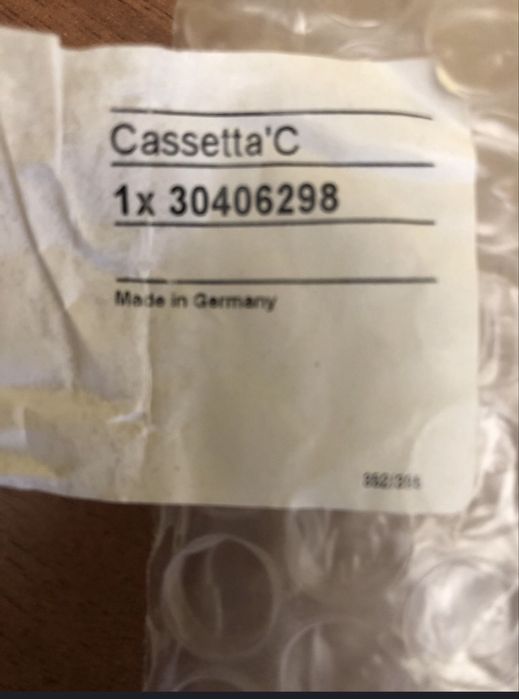 Cassetta'C
1x 30406298
Made in Germany